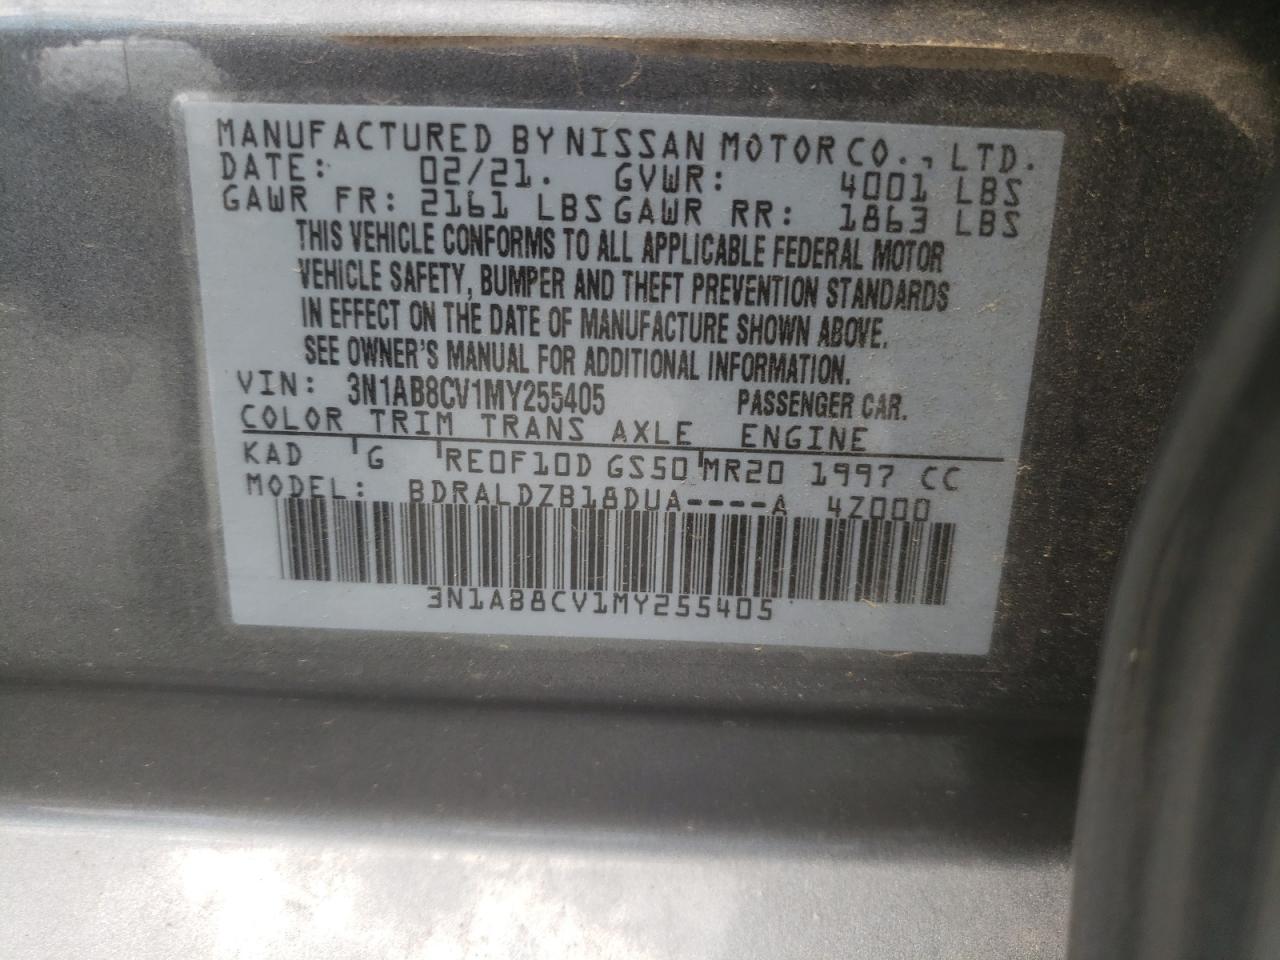 MANUFACTURED BY NISSAN MOTOR CO., LTD.
DATE: 02/21. GVWR: 4001 LBS
GAWR FR: 2161 LBS GAWR RR: 1863 LBS
THIS VEHICLE CONFORMS TO ALL APPLICABLE FEDERAL MOTOR
VEHICLE SAFETY, BUMPER AND THEFT PREVENTION STANDARDS
IN EFFECT ON THE DATE OF MANUFACTURE SHOWN ABOVE.
SEE OWNER'S MANUAL FOR ADDITIONAL INFORMATION.
VIN: 3N1AB8CV1MY255405 PASSENGER CAR.
COLOR TRIM TRANS AXLE ENGINE
KAD G RE0F10D GS50 MR20 1997 CC
MODEL: BDRALDZB18DUA----A 4Z000
3N1AB8CV1MY255405